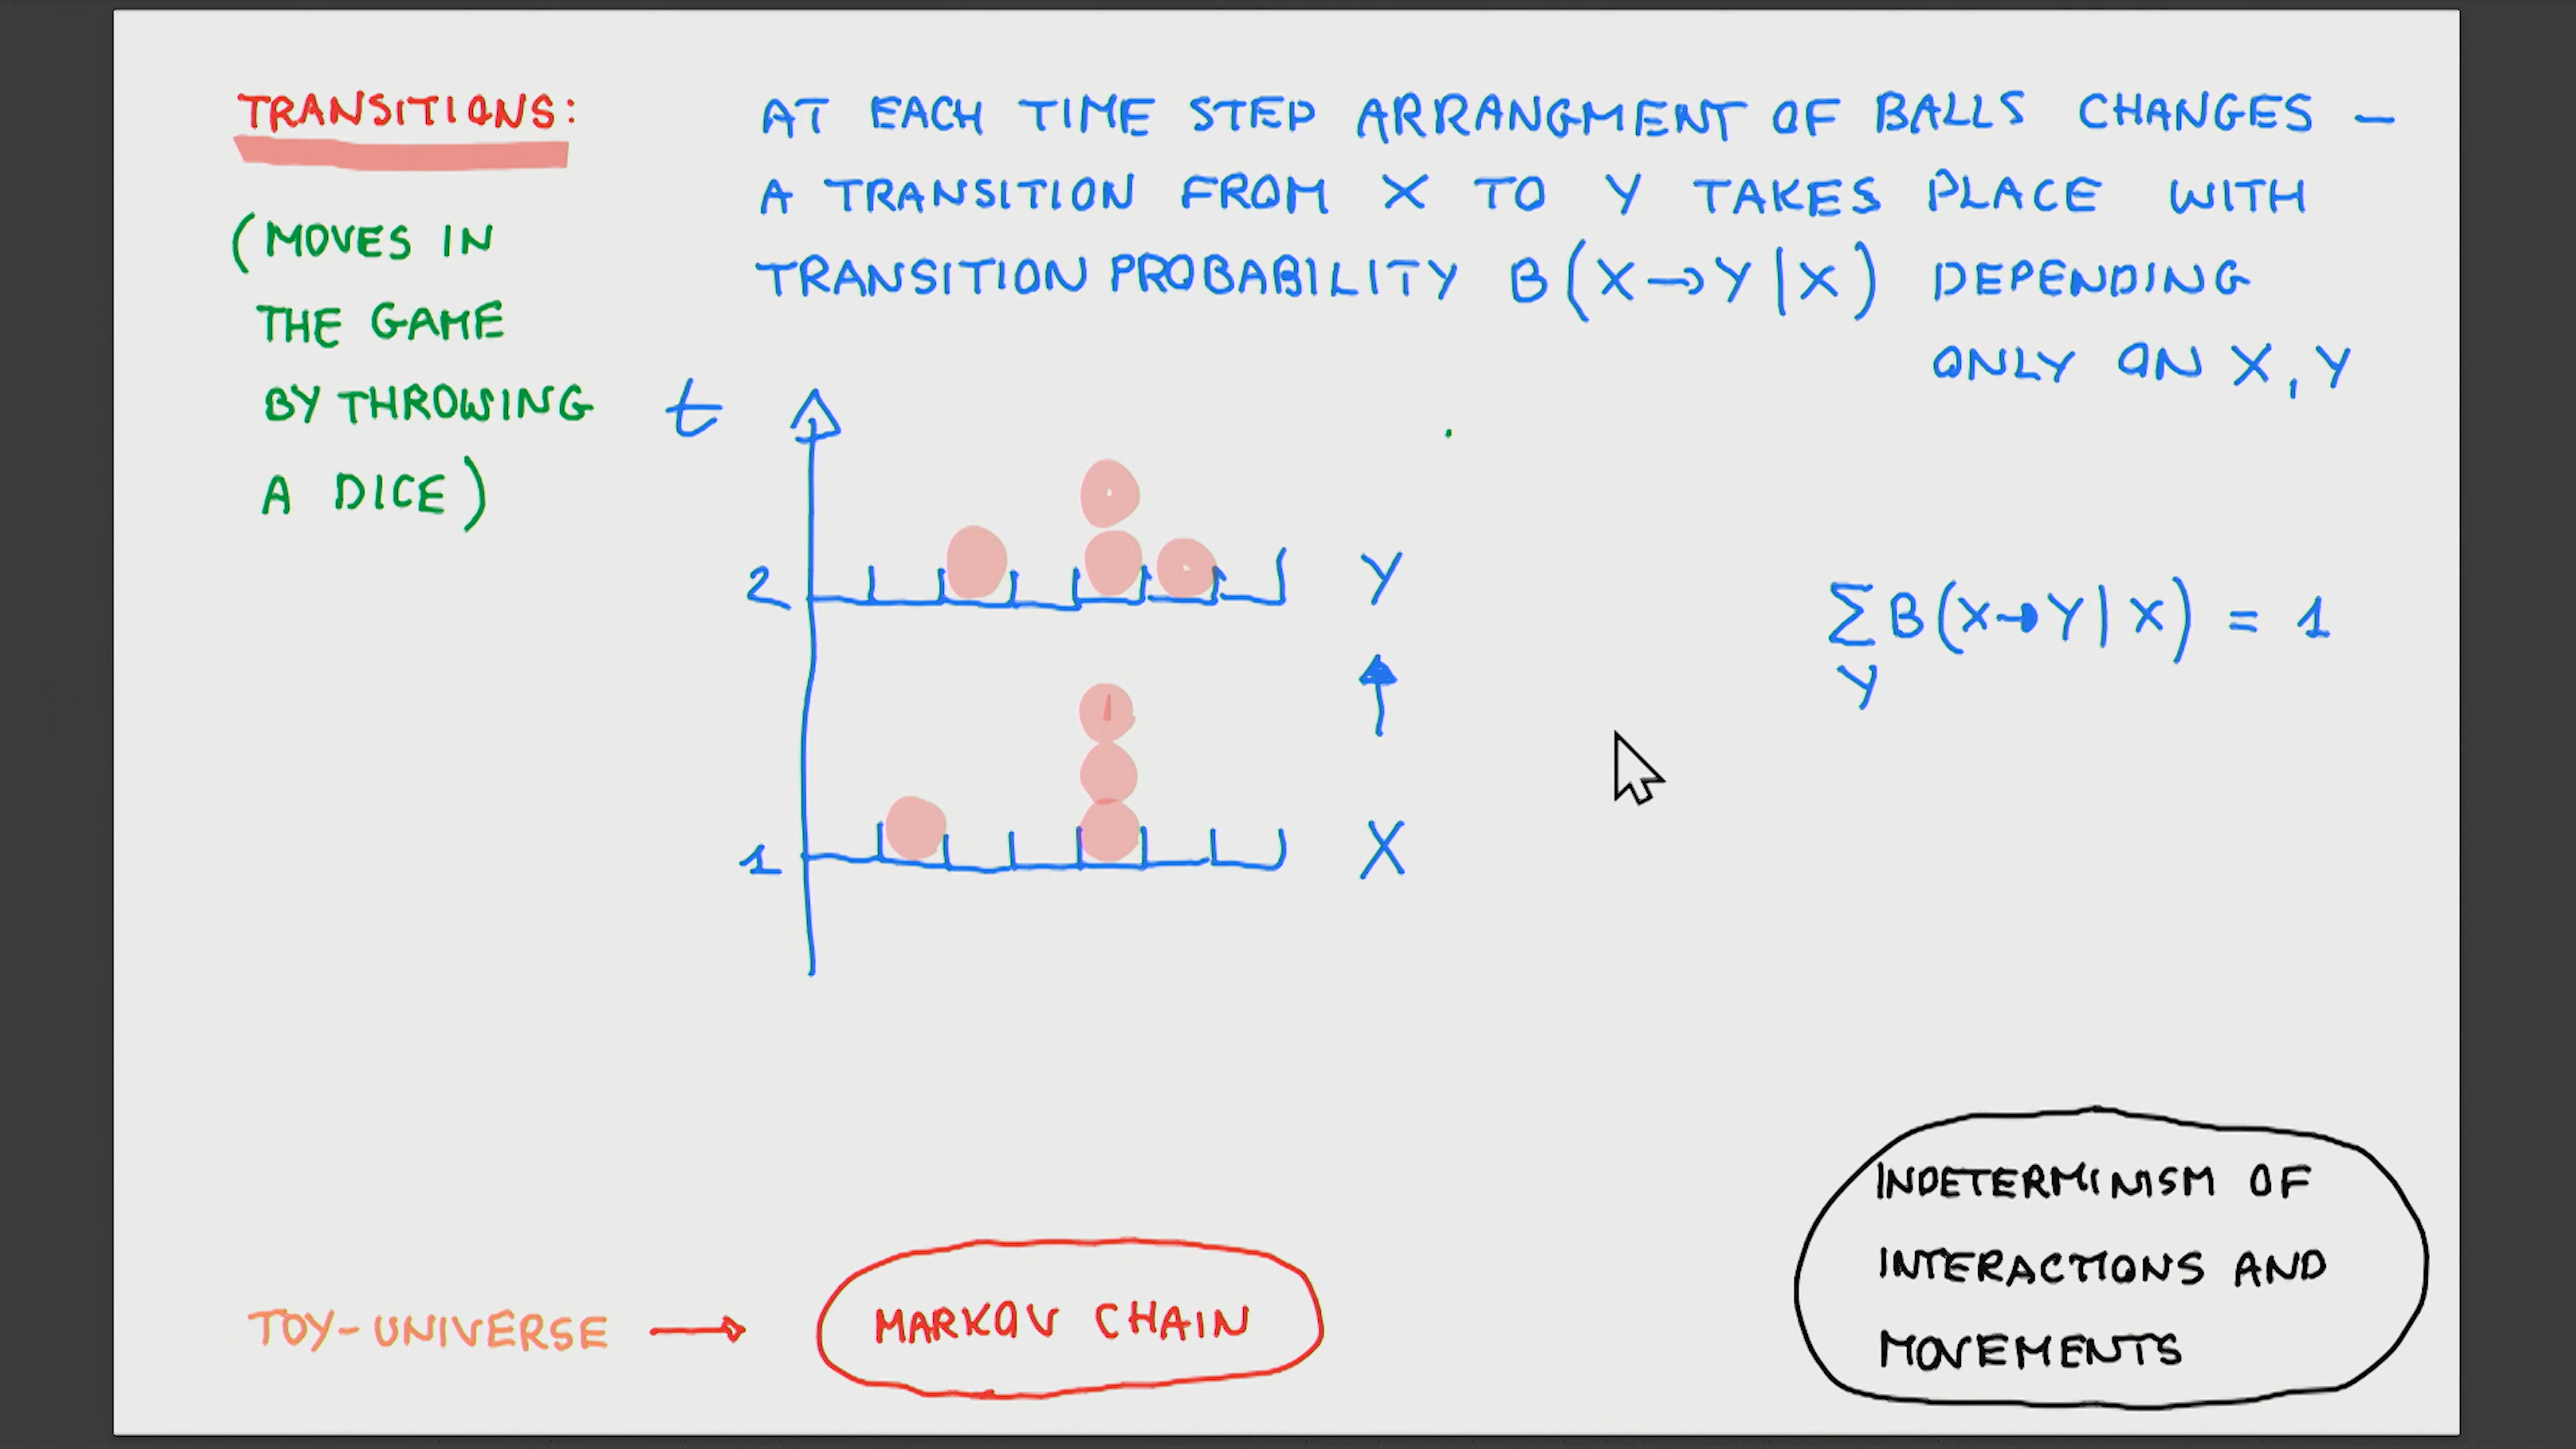 TRANSITIONS:
(MOVES IN
THE GAME
BY THROWING
A DICE)
AT EACH TIME STEP ARRANGMENT OF BALLS CHANGES –
A TRANSITION FROM X TO Y TAKES PLACE WITH
TRANSITION PROBABILITY B(X→Y|X) DEPENDING
ONLY ON X, Y
t
2
Y
1
X
∑ B(X→Y|X) = 1
Y
TOY-UNIVERSE →
MARKOV CHAIN
INDETERMINISM OF
INTERACTIONS AND
MOVEMENTS